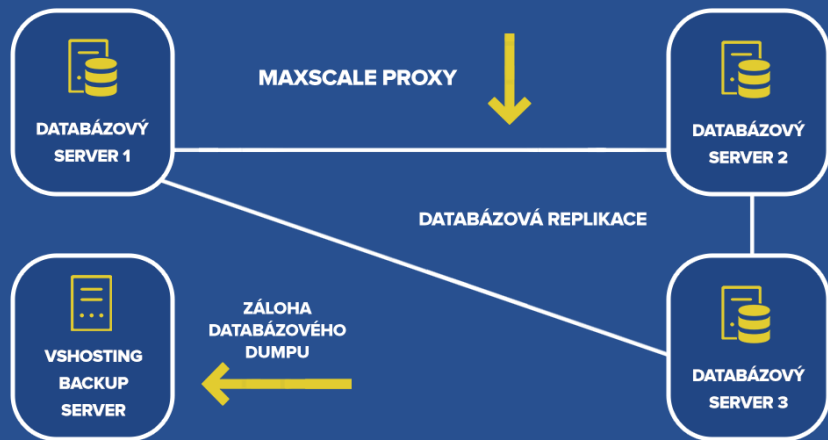 MAXSCALE PROXY
DATABÁZOVÝ
SERVER 1
DATABÁZOVÝ
SERVER 2
DATABÁZOVÁ REPLIKACE
ZÁLOHA
DATABÁZOVÉHO
DUMPU
VSHOSTING
BACKUP
SERVER
DATABÁZOVÝ
SERVER 3